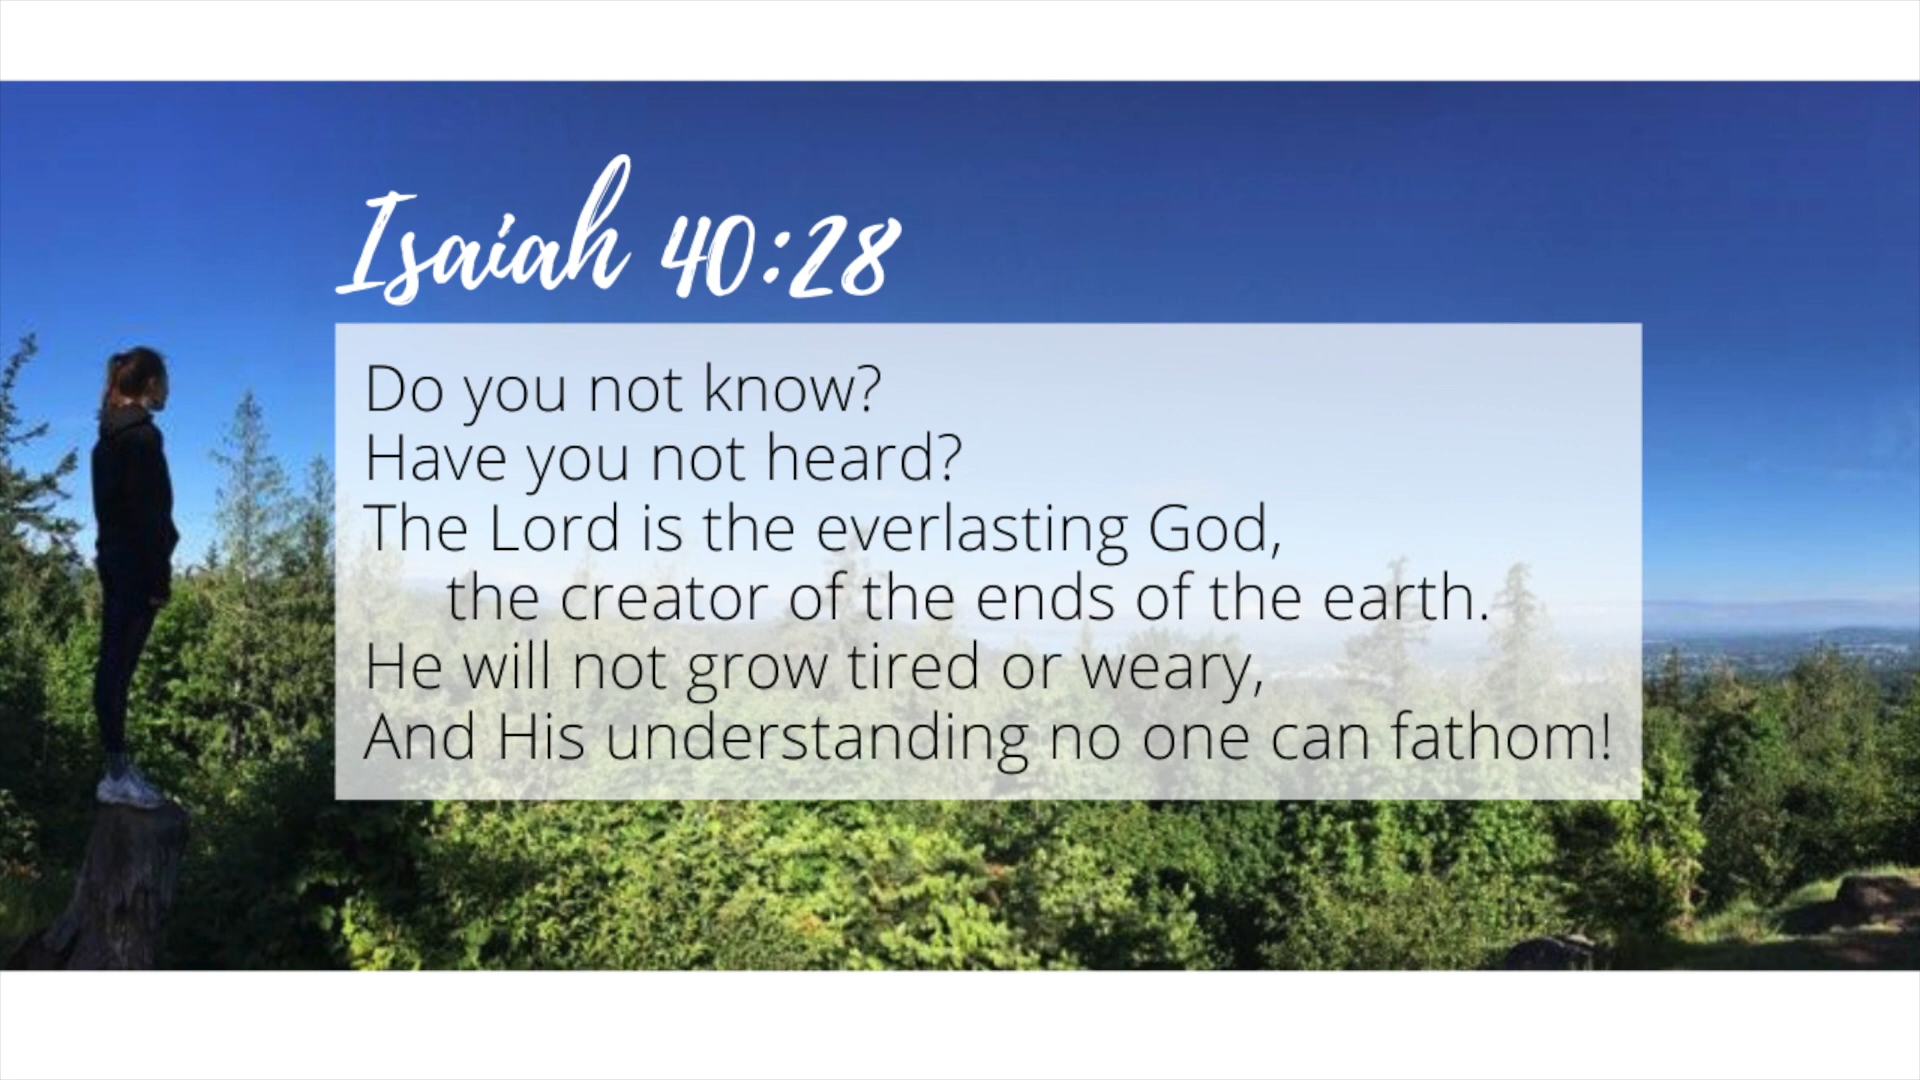 Isaiah 40:28
Do you not know?
Have you not heard?
The Lord is the everlasting God,
the creator of the ends of the earth.
He will not grow tired or weary,
And His understanding no one can fathom!